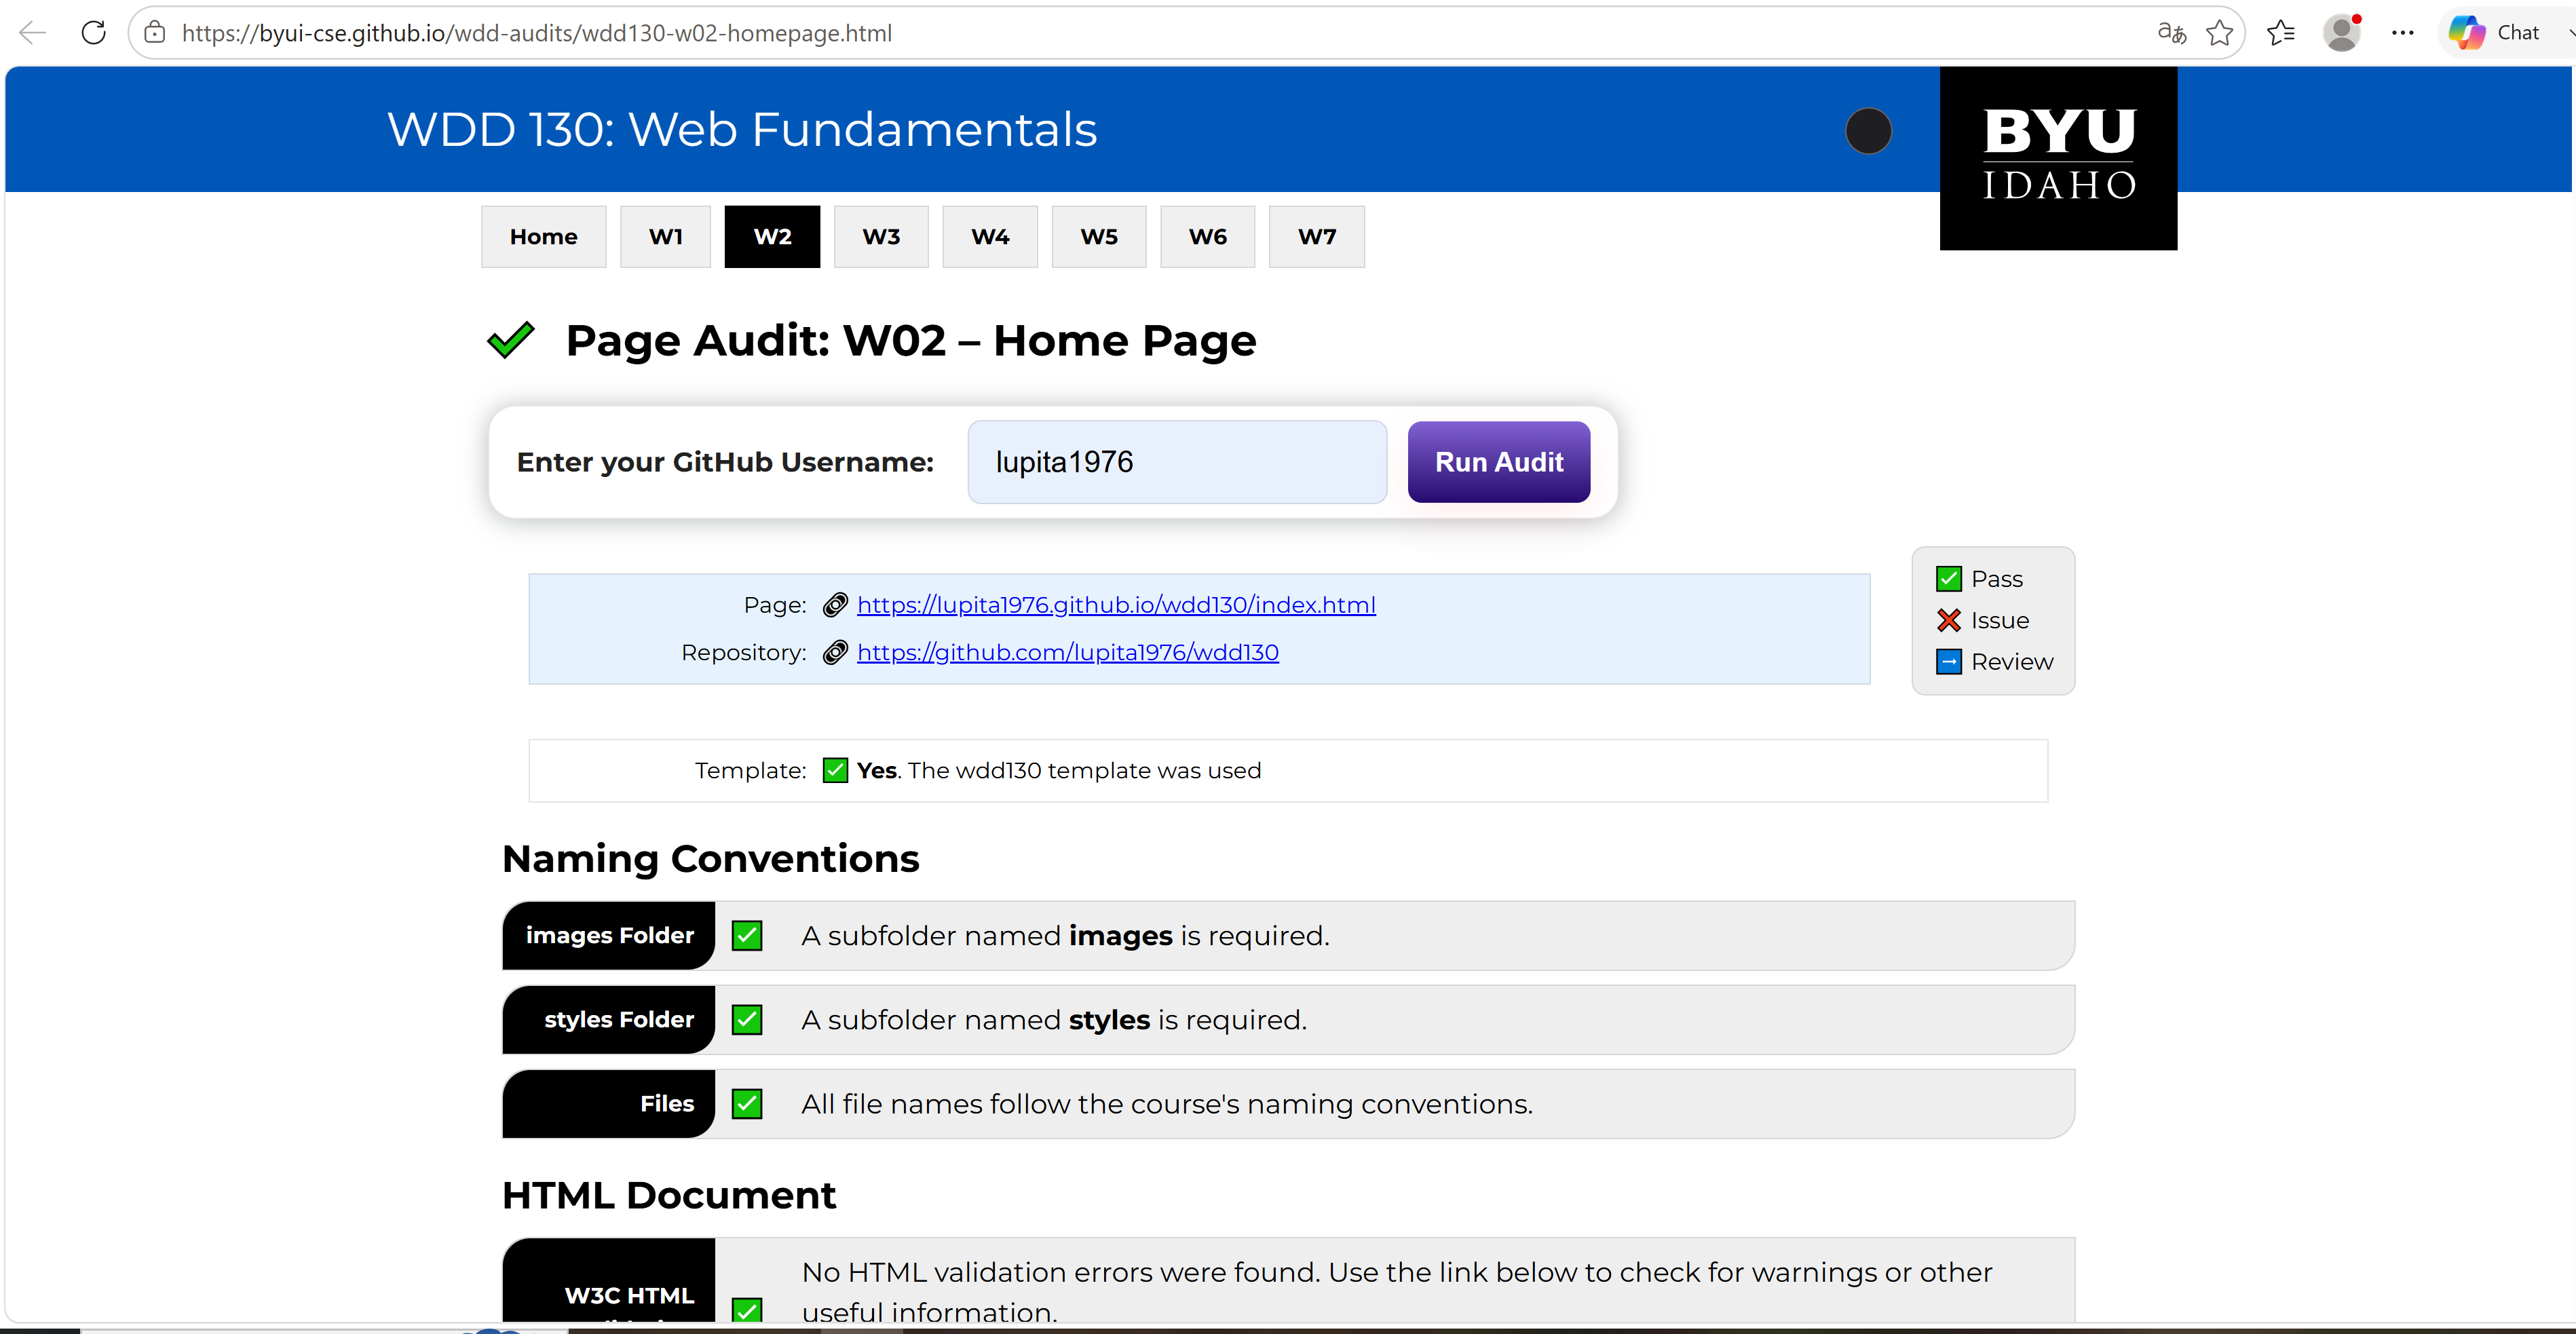 https://byui-cse.github.io/wdd-audits/wdd130-w02-homepage.html
Chat
WDD 130: Web Fundamentals
BYU
IDAHO
Home W1 W2 W3 W4 W5 W6 W7
Page Audit: W02 – Home Page
Enter your GitHub Username: lupita1976 Run Audit
Page: https://lupita1976.github.io/wdd130/index.html
Repository: https://github.com/lupita1976/wdd130
Pass
Issue
Review
Template: Yes. The wdd130 template was used
Naming Conventions
images Folder A subfolder named images is required.
styles Folder A subfolder named styles is required.
Files All file names follow the course's naming conventions.
HTML Document
W3C HTML
No HTML validation errors were found. Use the link below to check for warnings or other
useful information.